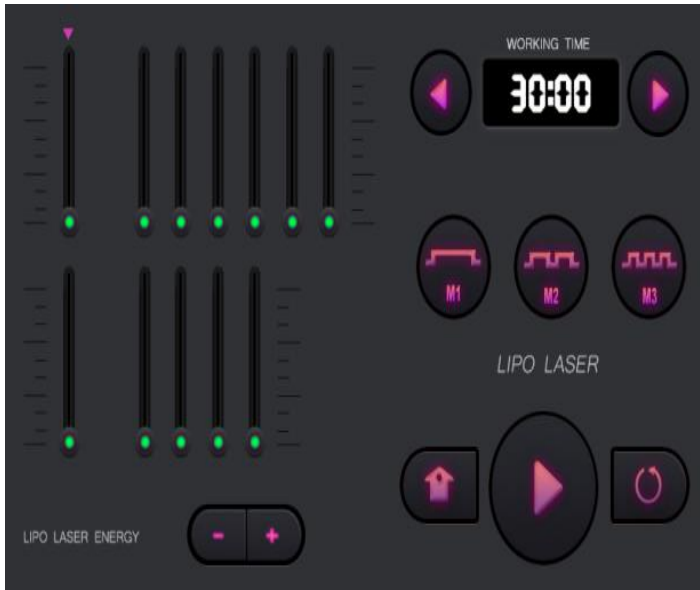 WORKING TIME
30:00
M1
M2
M3
LIPO LASER
LIPO LASER ENERGY
- +